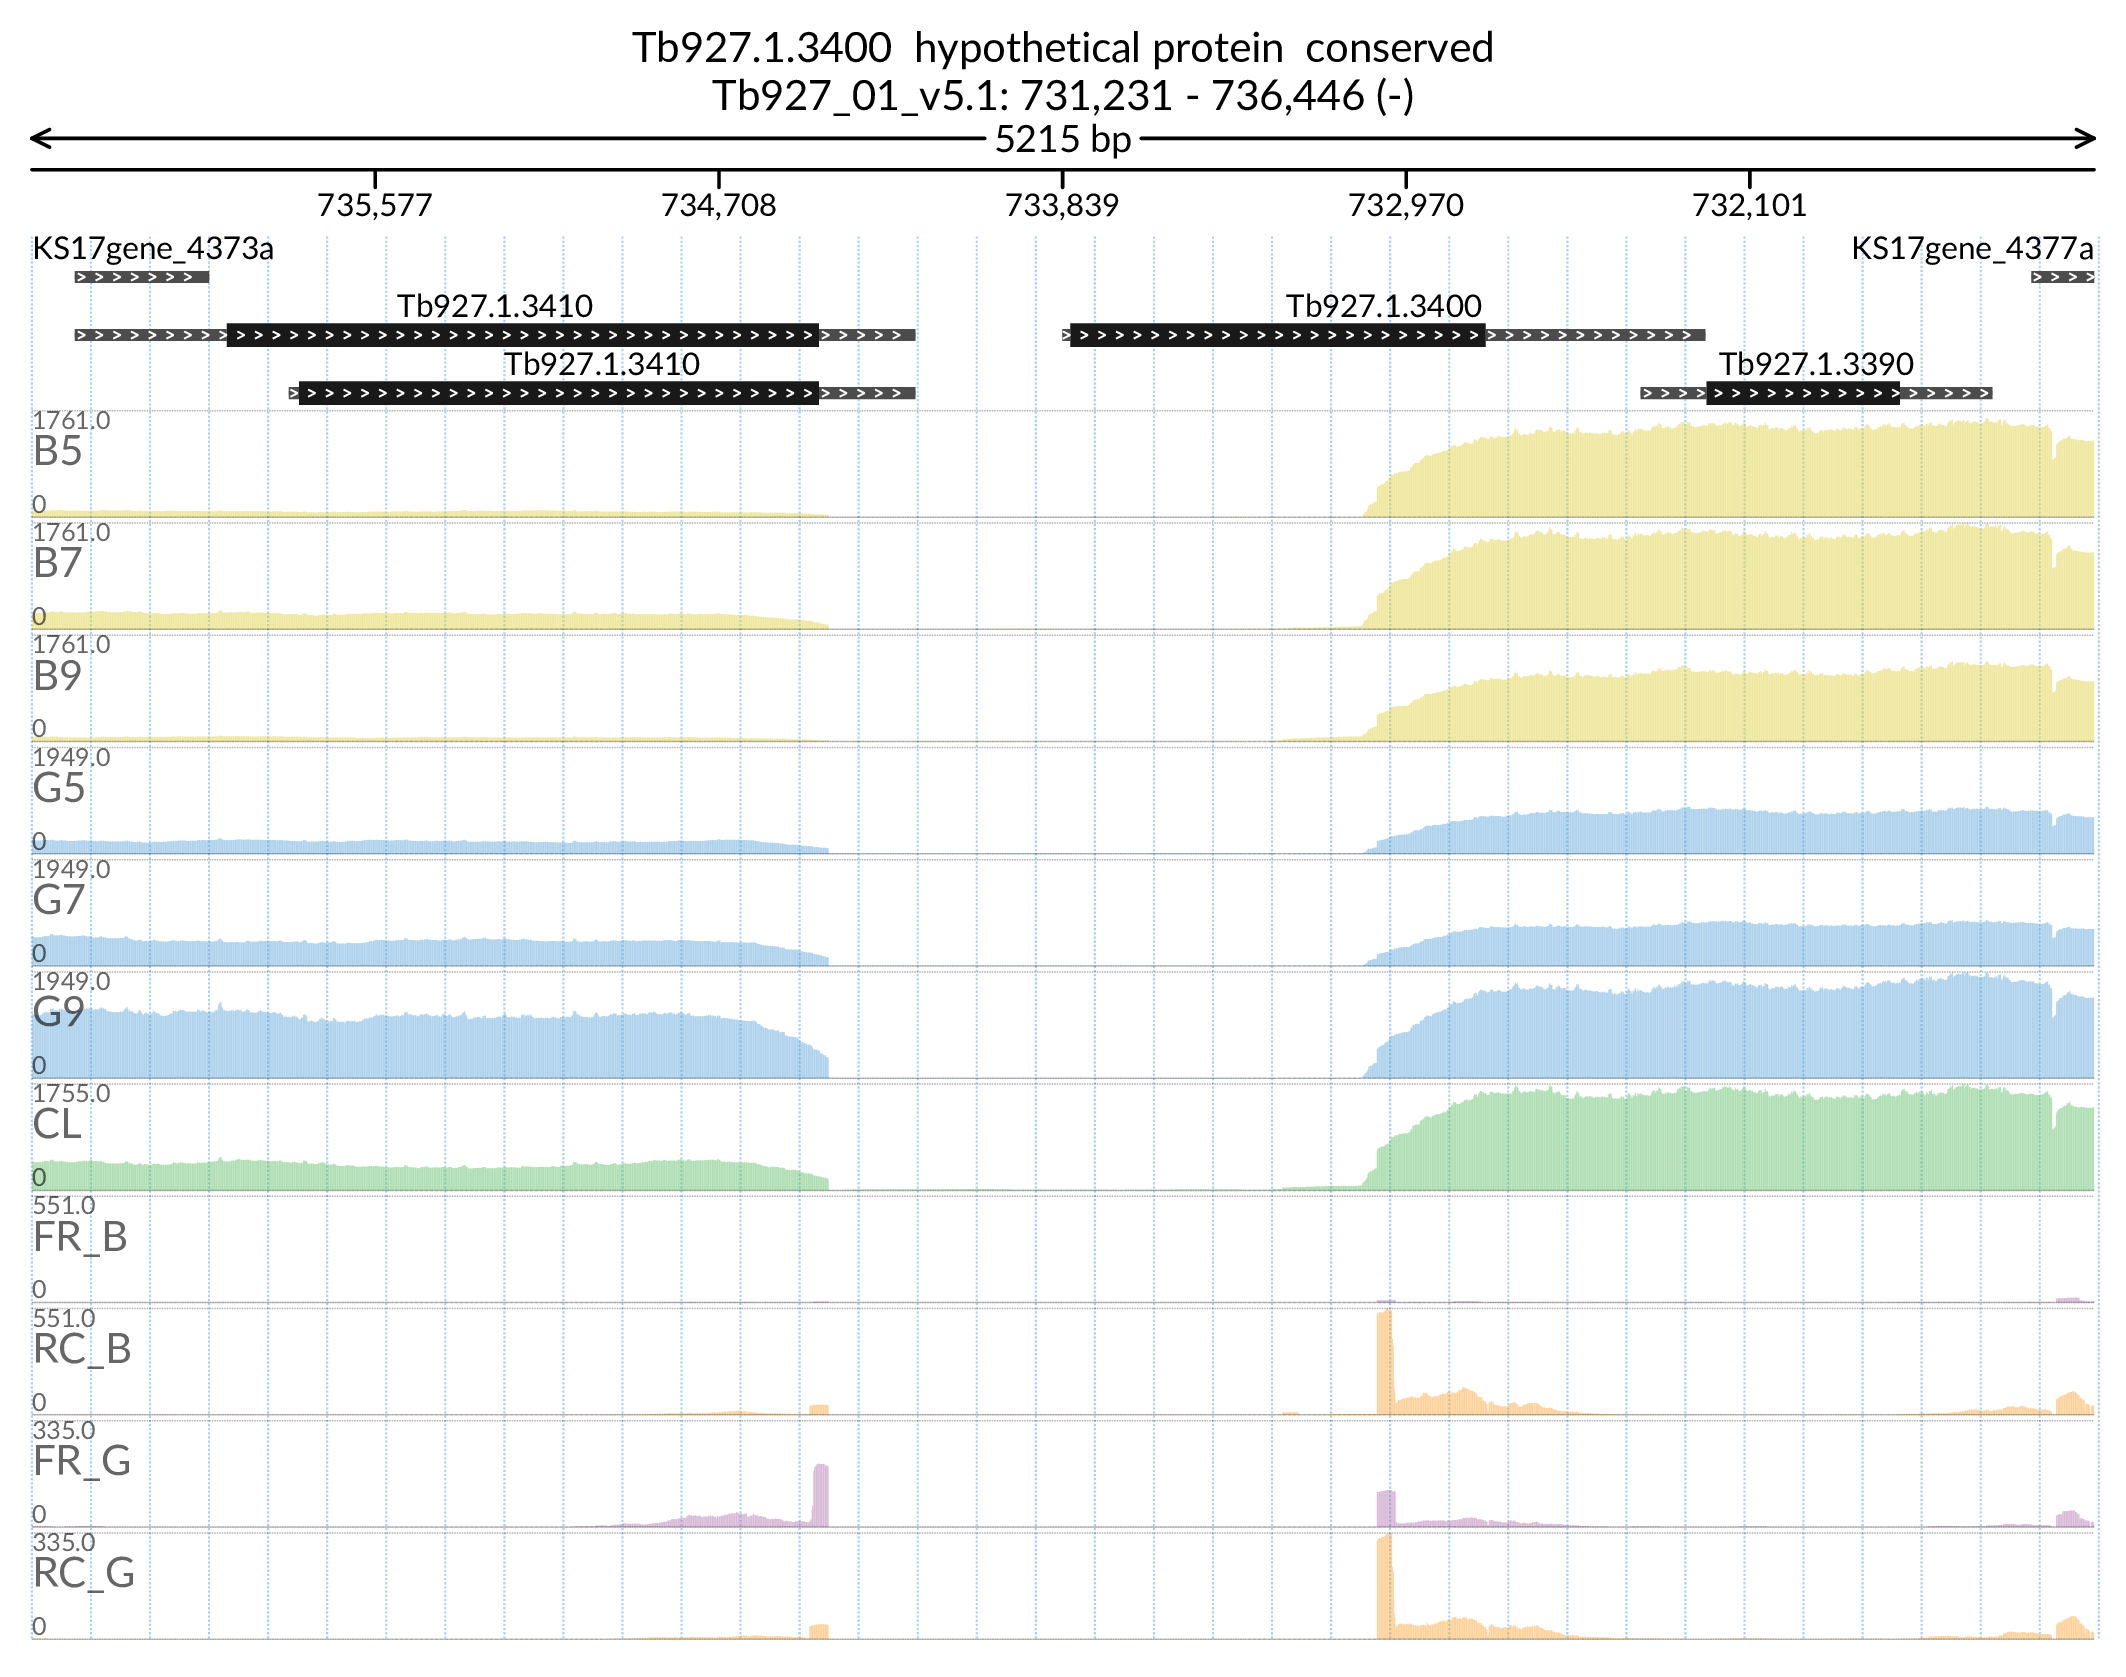 Tb927.1.3400  hypothetical protein  conserved
Tb927_01_v5.1: 731,231 - 736,446 (-)
5215 bp
735,577 734,708 733,839 732,970 732,101
KS17gene_4373a KS17gene_4377a
Tb927.1.3410 Tb927.1.3400
Tb927.1.3410 Tb927.1.3390
1761.0
B5
0
1761.0
B7
0
1761.0
B9
0
1949.0
G5
0
1949.0
G7
0
1949.0
G9
0
1755.0
CL
0
551.0
FR_B
0
551.0
RC_B
0
335.0
FR_G
0
335.0
RC_G
0